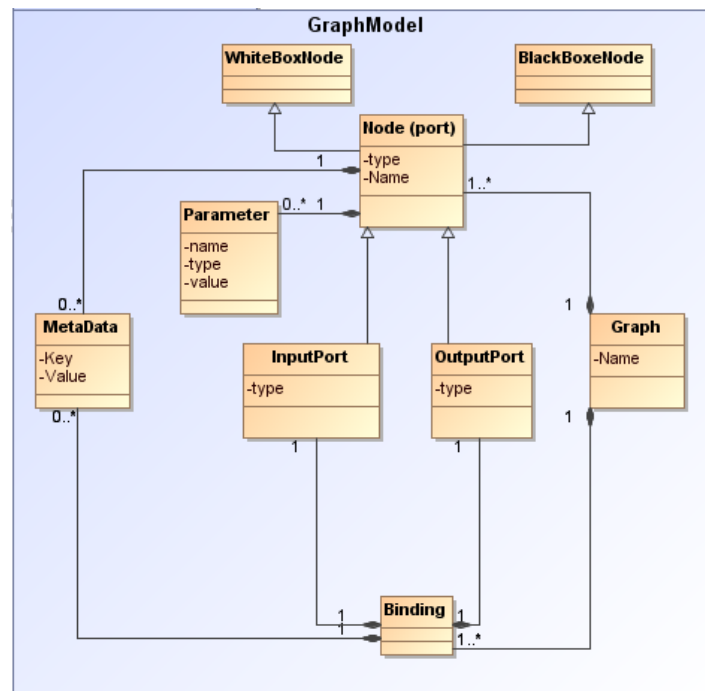 GraphModel
WhiteBoxNode
BlackBoxeNode
Node (port)
-type
-Name
1
1..*
0..*
1
Parameter
-name
-type
-value
0..*
1
MetaData
-Key
-Value
InputPort
-type
OutputPort
-type
Graph
-Name
0..*
1
1
1
1
1
1
Binding
1..*